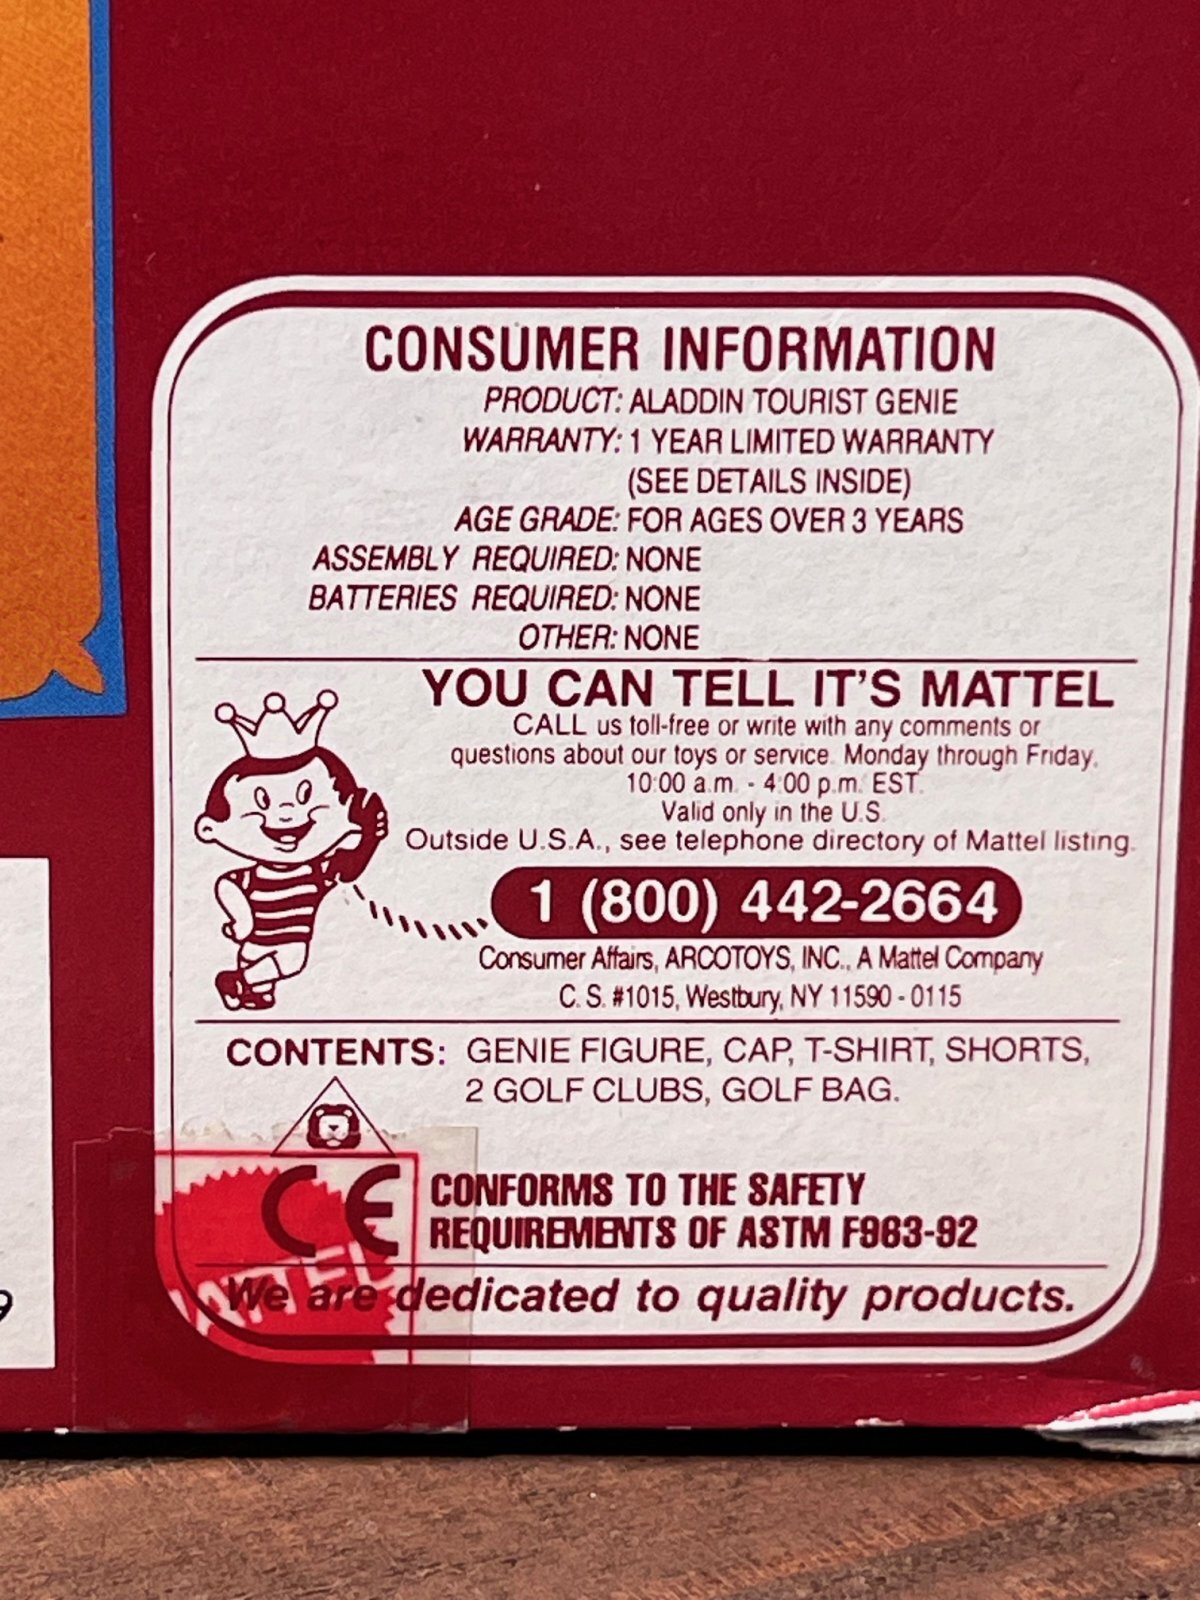 CONSUMER INFORMATION
PRODUCT: ALADDIN TOURIST GENIE
WARRANTY: 1 YEAR LIMITED WARRANTY
(SEE DETAILS INSIDE)
AGE GRADE: FOR AGES OVER 3 YEARS
ASSEMBLY REQUIRED: NONE
BATTERIES REQUIRED: NONE
OTHER: NONE
YOU CAN TELL IT'S MATTEL
CALL us toll-free or write with any comments or
questions about our toys or service. Monday through Friday,
10:00 a.m. - 4:00 p.m. EST.
Valid only in the U.S.
Outside U.S.A., see telephone directory of Mattel listing.
1 (800) 442-2664
Consumer Affairs, ARCOTOYS, INC., A Mattel Company
C. S. #1015, Westbury, NY 11590 - 0115
CONTENTS: GENIE FIGURE, CAP, T-SHIRT, SHORTS,
2 GOLF CLUBS, GOLF BAG.
CE CONFORMS TO THE SAFETY
REQUIREMENTS OF ASTM F963-92
MATTEL
We are dedicated to quality products.
9